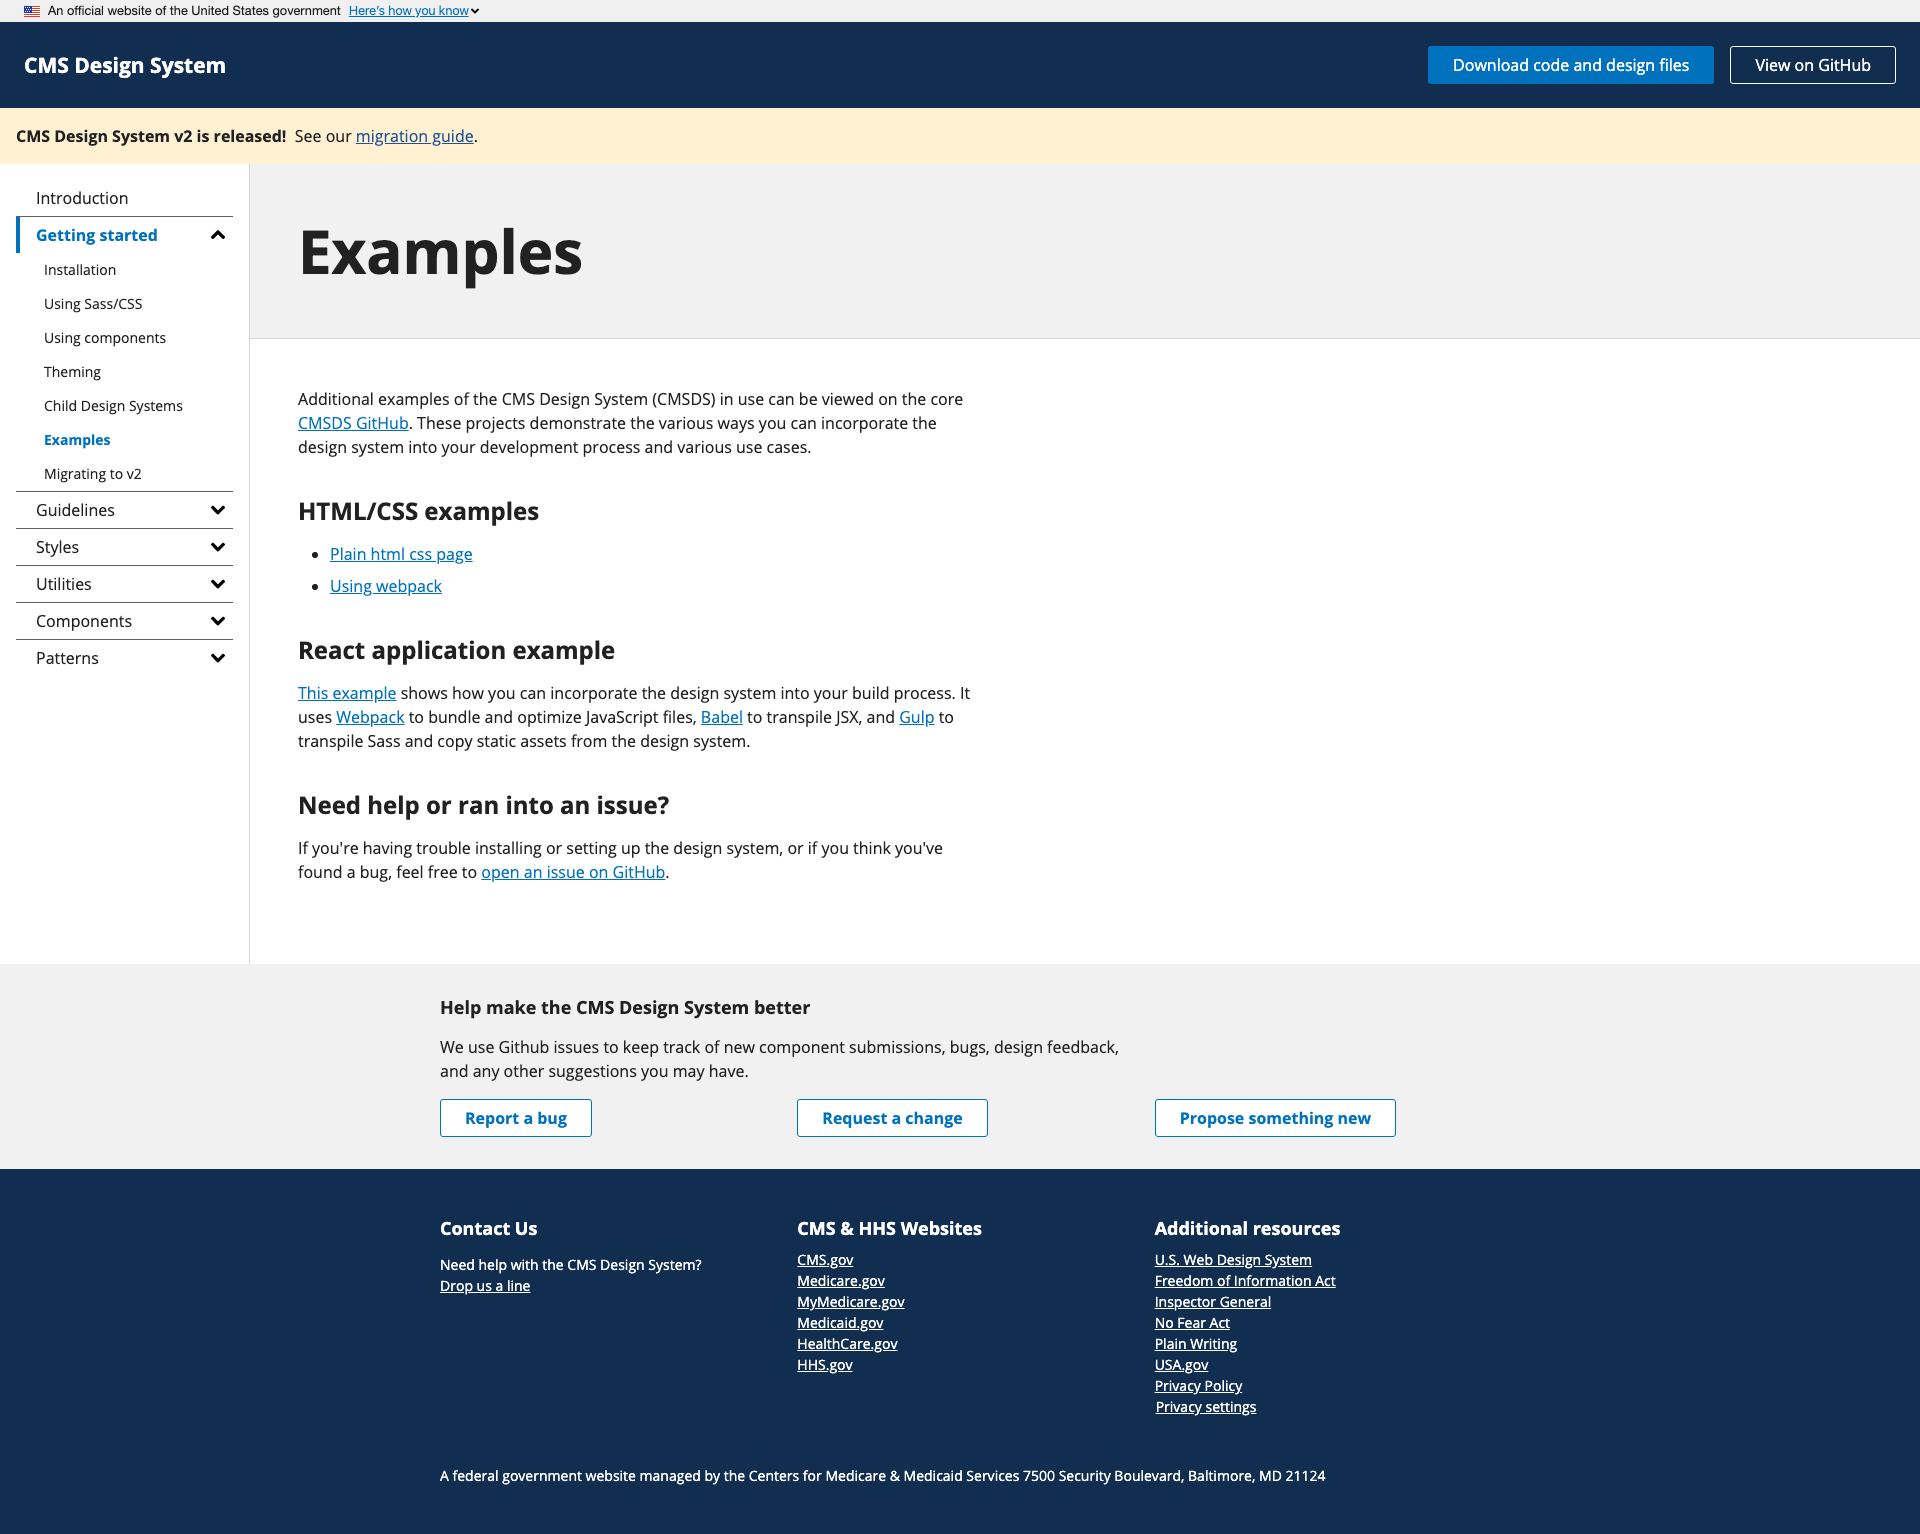 An official website of the United States government Here's how you know
CMS Design System
Download code and design files
View on GitHub
CMS Design System v2 is released! See our migration guide.
Introduction
Getting started
Installation
Using Sass/CSS
Using components
Theming
Child Design Systems
Examples
Migrating to v2
Guidelines
Styles
Utilities
Components
Patterns
Examples
Additional examples of the CMS Design System (CMSDS) in use can be viewed on the core
CMSDS GitHub. These projects demonstrate the various ways you can incorporate the
design system into your development process and various use cases.
HTML/CSS examples
Plain html css page
Using webpack
React application example
This example shows how you can incorporate the design system into your build process. It
uses Webpack to bundle and optimize JavaScript files, Babel to transpile JSX, and Gulp to
transpile Sass and copy static assets from the design system.
Need help or ran into an issue?
If you're having trouble installing or setting up the design system, or if you think you've
found a bug, feel free to open an issue on GitHub.
Help make the CMS Design System better
We use Github issues to keep track of new component submissions, bugs, design feedback,
and any other suggestions you may have.
Report a bug
Request a change
Propose something new
Contact Us
Need help with the CMS Design System?
Drop us a line
CMS & HHS Websites
CMS.gov
Medicare.gov
MyMedicare.gov
Medicaid.gov
HealthCare.gov
HHS.gov
Additional resources
U.S. Web Design System
Freedom of Information Act
Inspector General
No Fear Act
Plain Writing
USA.gov
Privacy Policy
Privacy settings
A federal government website managed by the Centers for Medicare & Medicaid Services 7500 Security Boulevard, Baltimore, MD 21124